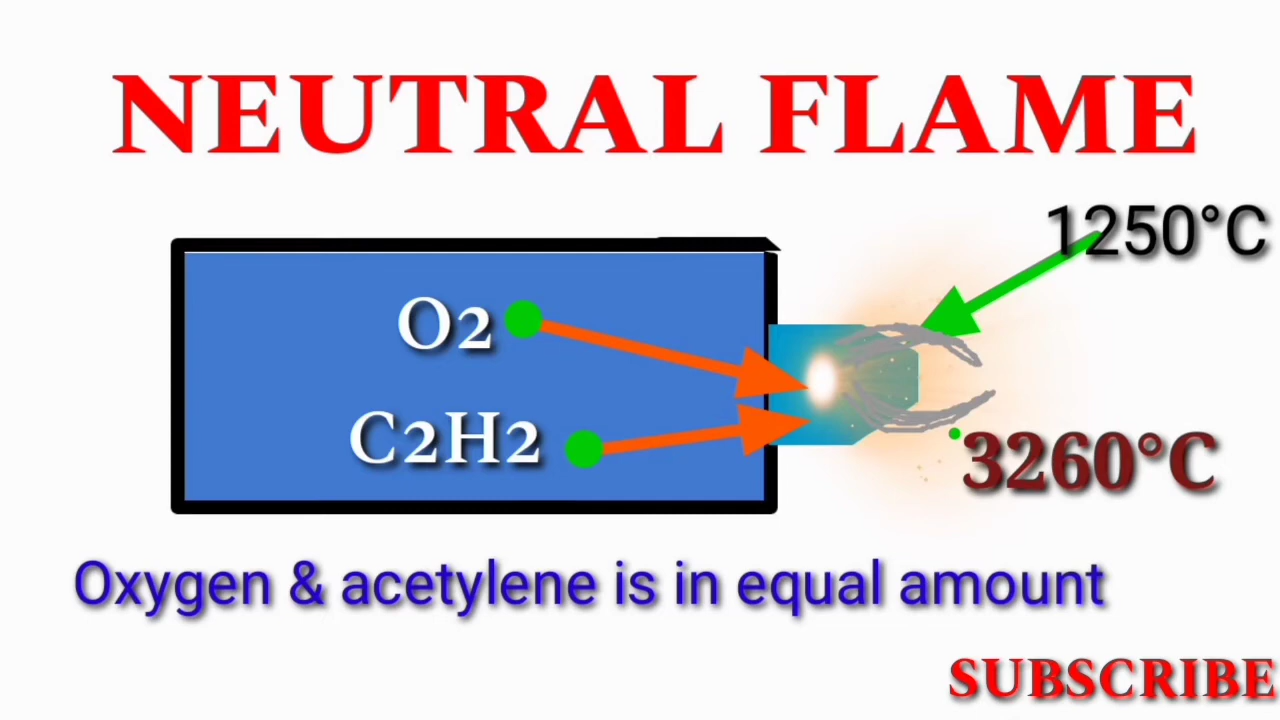 NEUTRAL FLAME
1250°C
O2
C2H2
3260°C
Oxygen & acetylene is in equal amount
SUBSCRIBE